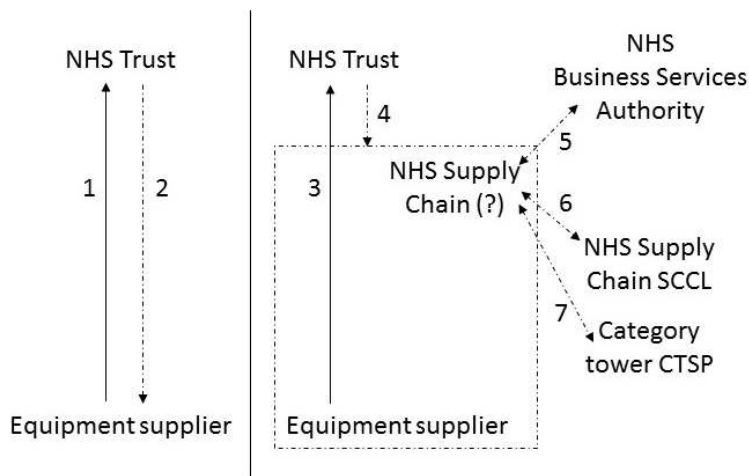 NHS Trust
1
2
Equipment supplier
NHS Trust
4
3
NHS Supply
Chain (?)
Equipment supplier
NHS
Business Services
Authority
5
6
NHS Supply
Chain SCCL
7
Category
tower CTSP